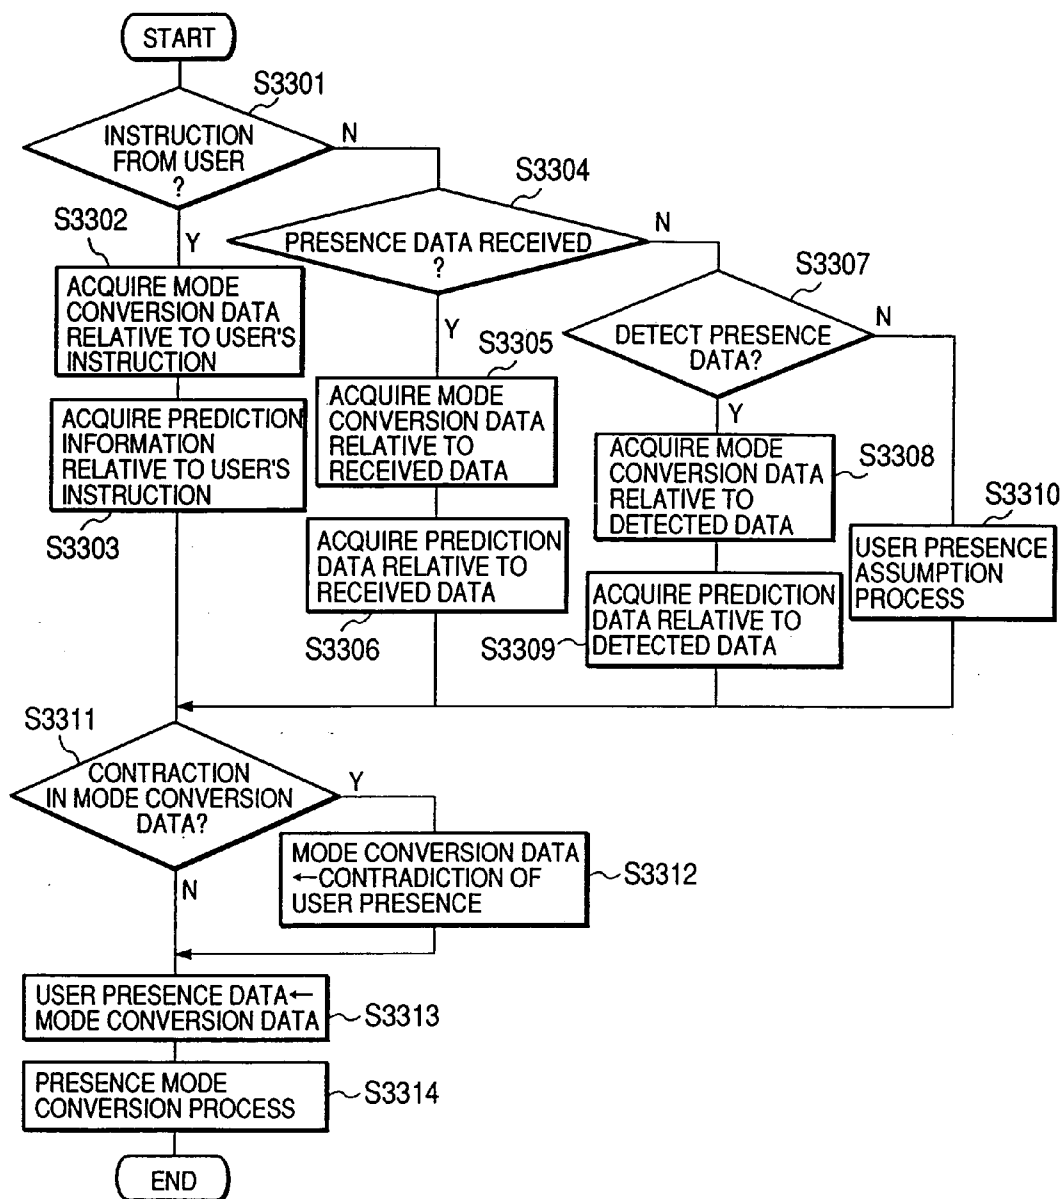 START
S3301
INSTRUCTION
FROM USER
?
N
Y
S3302
ACQUIRE MODE
CONVERSION DATA
RELATIVE TO USER'S
INSTRUCTION
ACQUIRE PREDICTION
INFORMATION
RELATIVE TO USER'S
INSTRUCTION
S3303
S3304
PRESENCE DATA RECEIVED
?
N
Y
S3305
ACQUIRE MODE
CONVERSION DATA
RELATIVE TO
RECEIVED DATA
ACQUIRE PREDICTION
DATA RELATIVE TO
RECEIVED DATA
S3306
S3307
DETECT PRESENCE
DATA?
N
Y
ACQUIRE MODE
CONVERSION DATA
RELATIVE TO
DETECTED DATA
S3308
ACQUIRE PREDICTION
DATA RELATIVE TO
DETECTED DATA
S3309
S3310
USER PRESENCE
ASSUMPTION
PROCESS
S3311
CONTRACTION
IN MODE CONVERSION
DATA?
Y
N
MODE CONVERSION DATA
←CONTRADICTION OF
USER PRESENCE
S3312
USER PRESENCE DATA←
MODE CONVERSION DATA
S3313
PRESENCE MODE
CONVERSION PROCESS
S3314
END